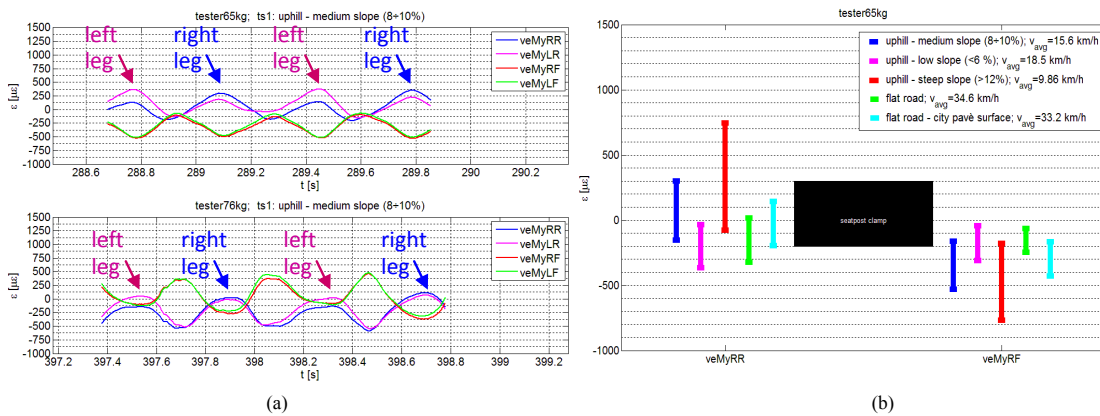 tester65kg; ts1: uphill - medium slope (8÷10%)
ε [μm]
1500
1250
1000
750
500
250
0
-250
-500
-750
-1000
left leg
right leg
left leg
right leg
veMyRR
veMyLR
veMyRF
veMyLF
288.6 288.8 289 289.2 289.4 289.6 289.8 290 290.2
t [s]
tester76kg; ts1: uphill - medium slope (8÷10%)
ε [μm]
1500
1250
1000
750
500
250
0
-250
-500
-750
-1000
left leg
right leg
left leg
right leg
veMyRR
veMyLR
veMyRF
veMyLF
397.2 397.4 397.6 397.8 398 398.2 398.4 398.6 398.8 399 399.2
t [s]
(a)
tester65kg
ε [μm]
1500
1000
500
0
-500
-1000
uphill - medium slope (8÷10%); vavg=15.6 km/h
uphill - low slope (<6 %); vavg=18.5 km/h
uphill - steep slope (>12%); vavg=9.86 km/h
flat road; vavg=34.6 km/h
flat road - city pavè surface; vavg=33.2 km/h
seatpost clamp
veMyRR veMyRF
(b)